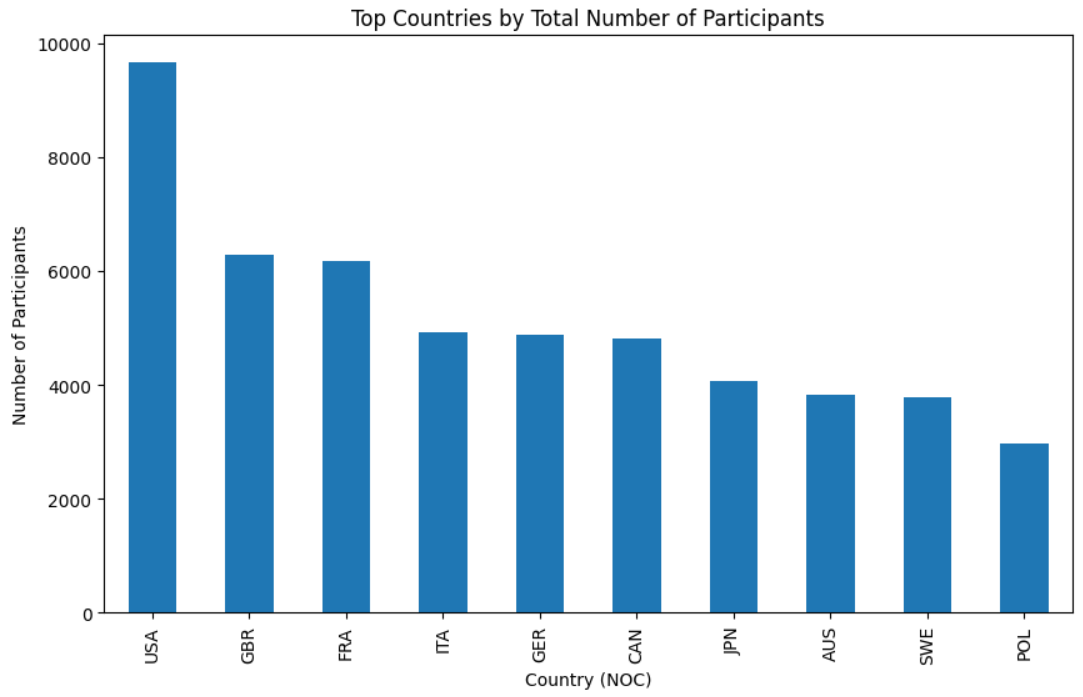 Top Countries by Total Number of Participants
10000
8000
6000
4000
2000
0
Number of Participants
USA
GBR
FRA
ITA
GER
CAN
JPN
AUS
SWE
POL
Country (NOC)